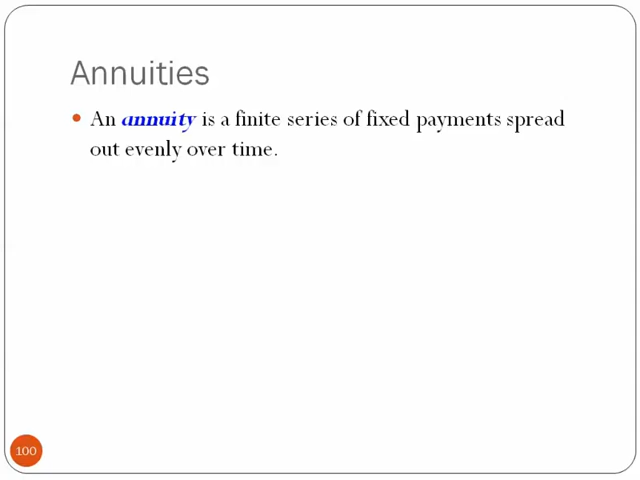 Annuities
• An annuity is a finite series of fixed payments spread
out evenly over time.
100